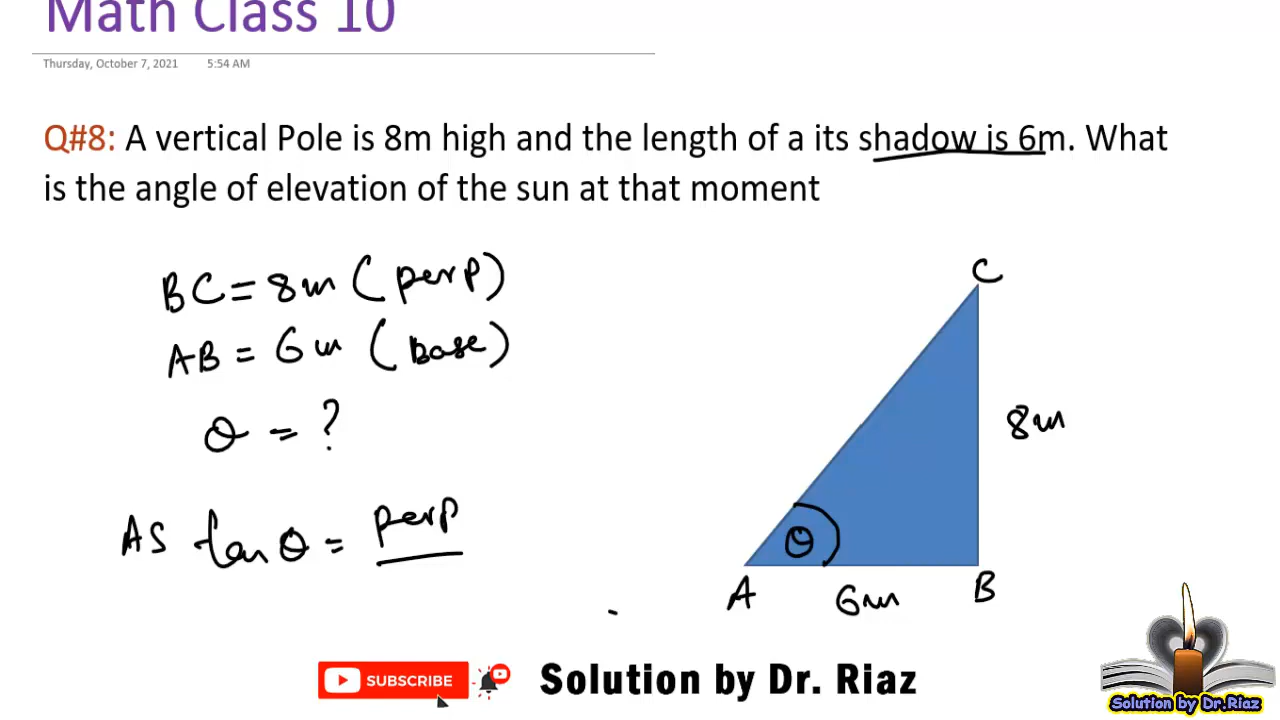 Math Class 10
Thursday, October 7, 2021 5:54 AM
Q#8: A vertical Pole is 8m high and the length of a its shadow is 6m. What
is the angle of elevation of the sun at that moment
BC = 8m (perp)
AB = 6m (Base)
θ = ?
As tan θ = perp
C
8m
θ
A 6m B
SUBSCRIBE
Solution by Dr. Riaz
Solution by Dr.Riaz